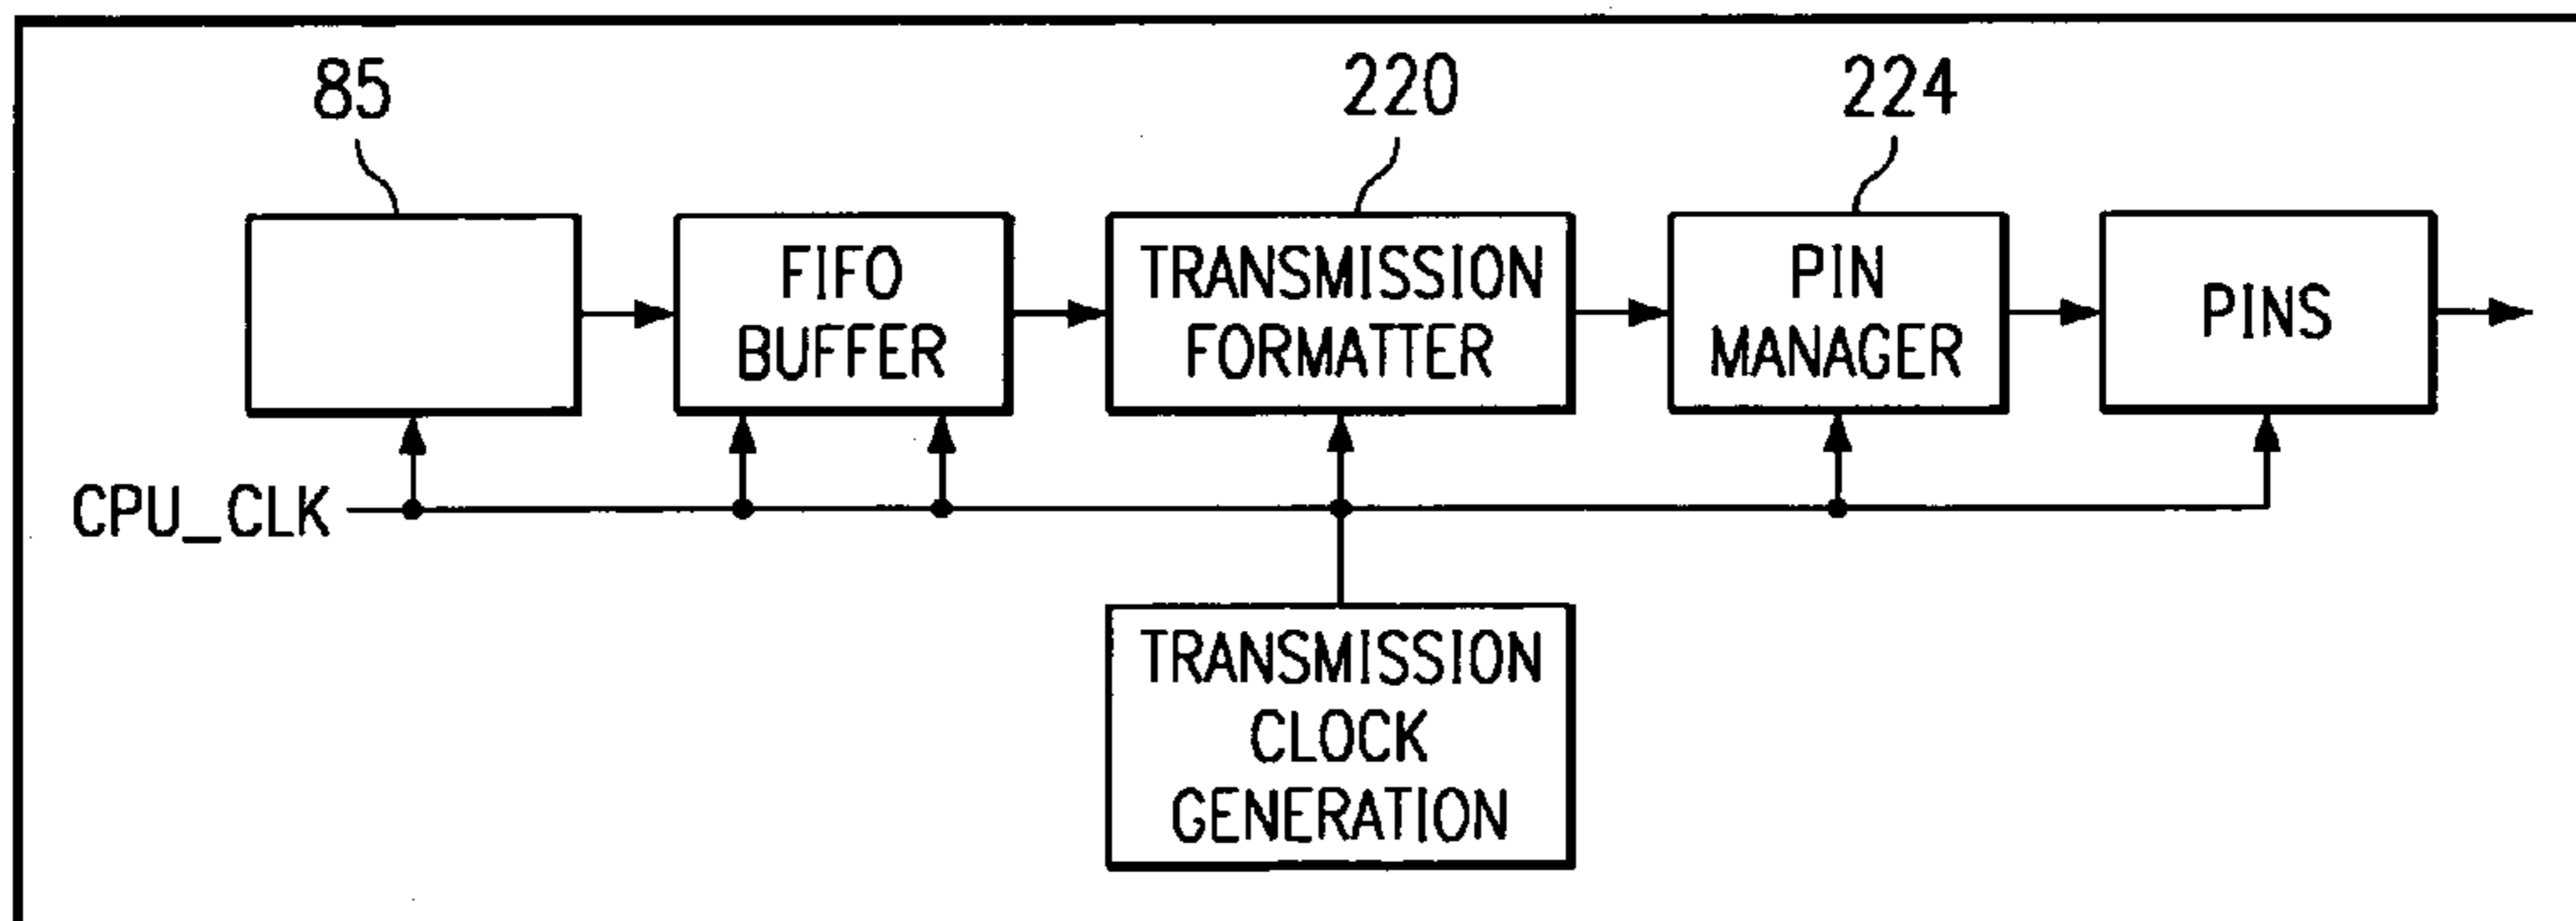 85
220
224
FIFO
BUFFER
TRANSMISSION
FORMATTER
PIN
MANAGER
PINS
CPU_CLK
TRANSMISSION
CLOCK
GENERATION